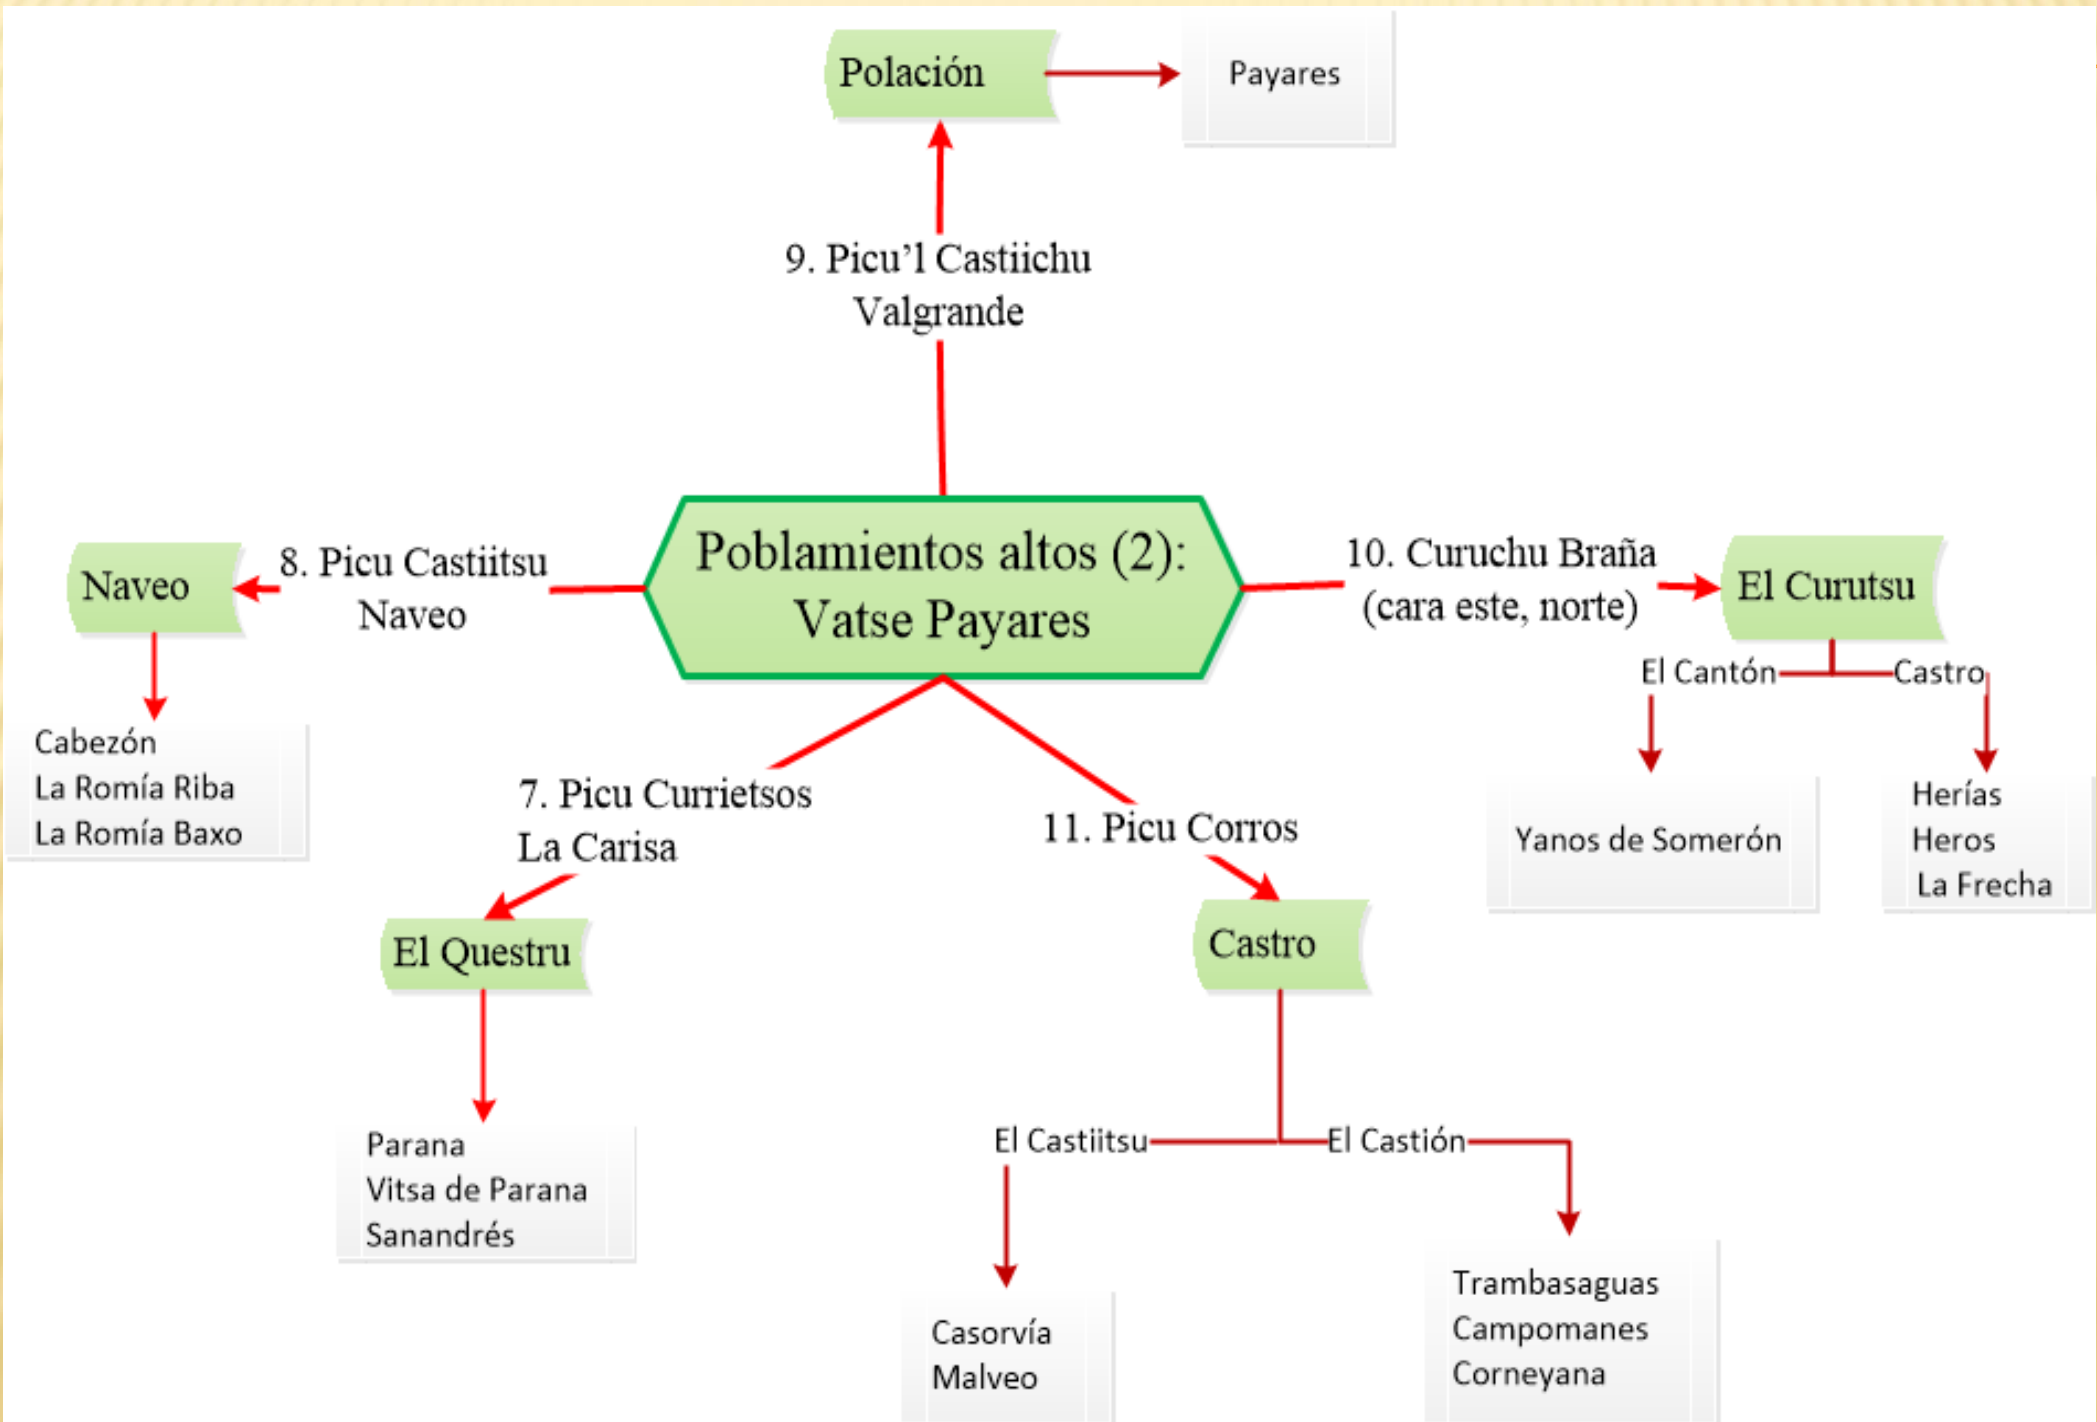 Polación
Payares
9. Picu’l Castiichu
Valgrande
Poblamientos altos (2):
Vatse Payares
Naveo
8. Picu Castiitsu
Naveo
Cabezón
La Romía Riba
La Romía Baxo
10. Curuchu Braña
(cara este, norte)
El Curutsu
El Cantón
Castro
Yanos de Somerón
Herías
Heros
La Frecha
7. Picu Currietsos
La Carisa
El Questru
Parana
Vitsa de Parana
Sanandrés
11. Picu Corros
Castro
El Castiitsu
El Castión
Casorvía
Malveo
Trambasaguas
Campomanes
Corneyana